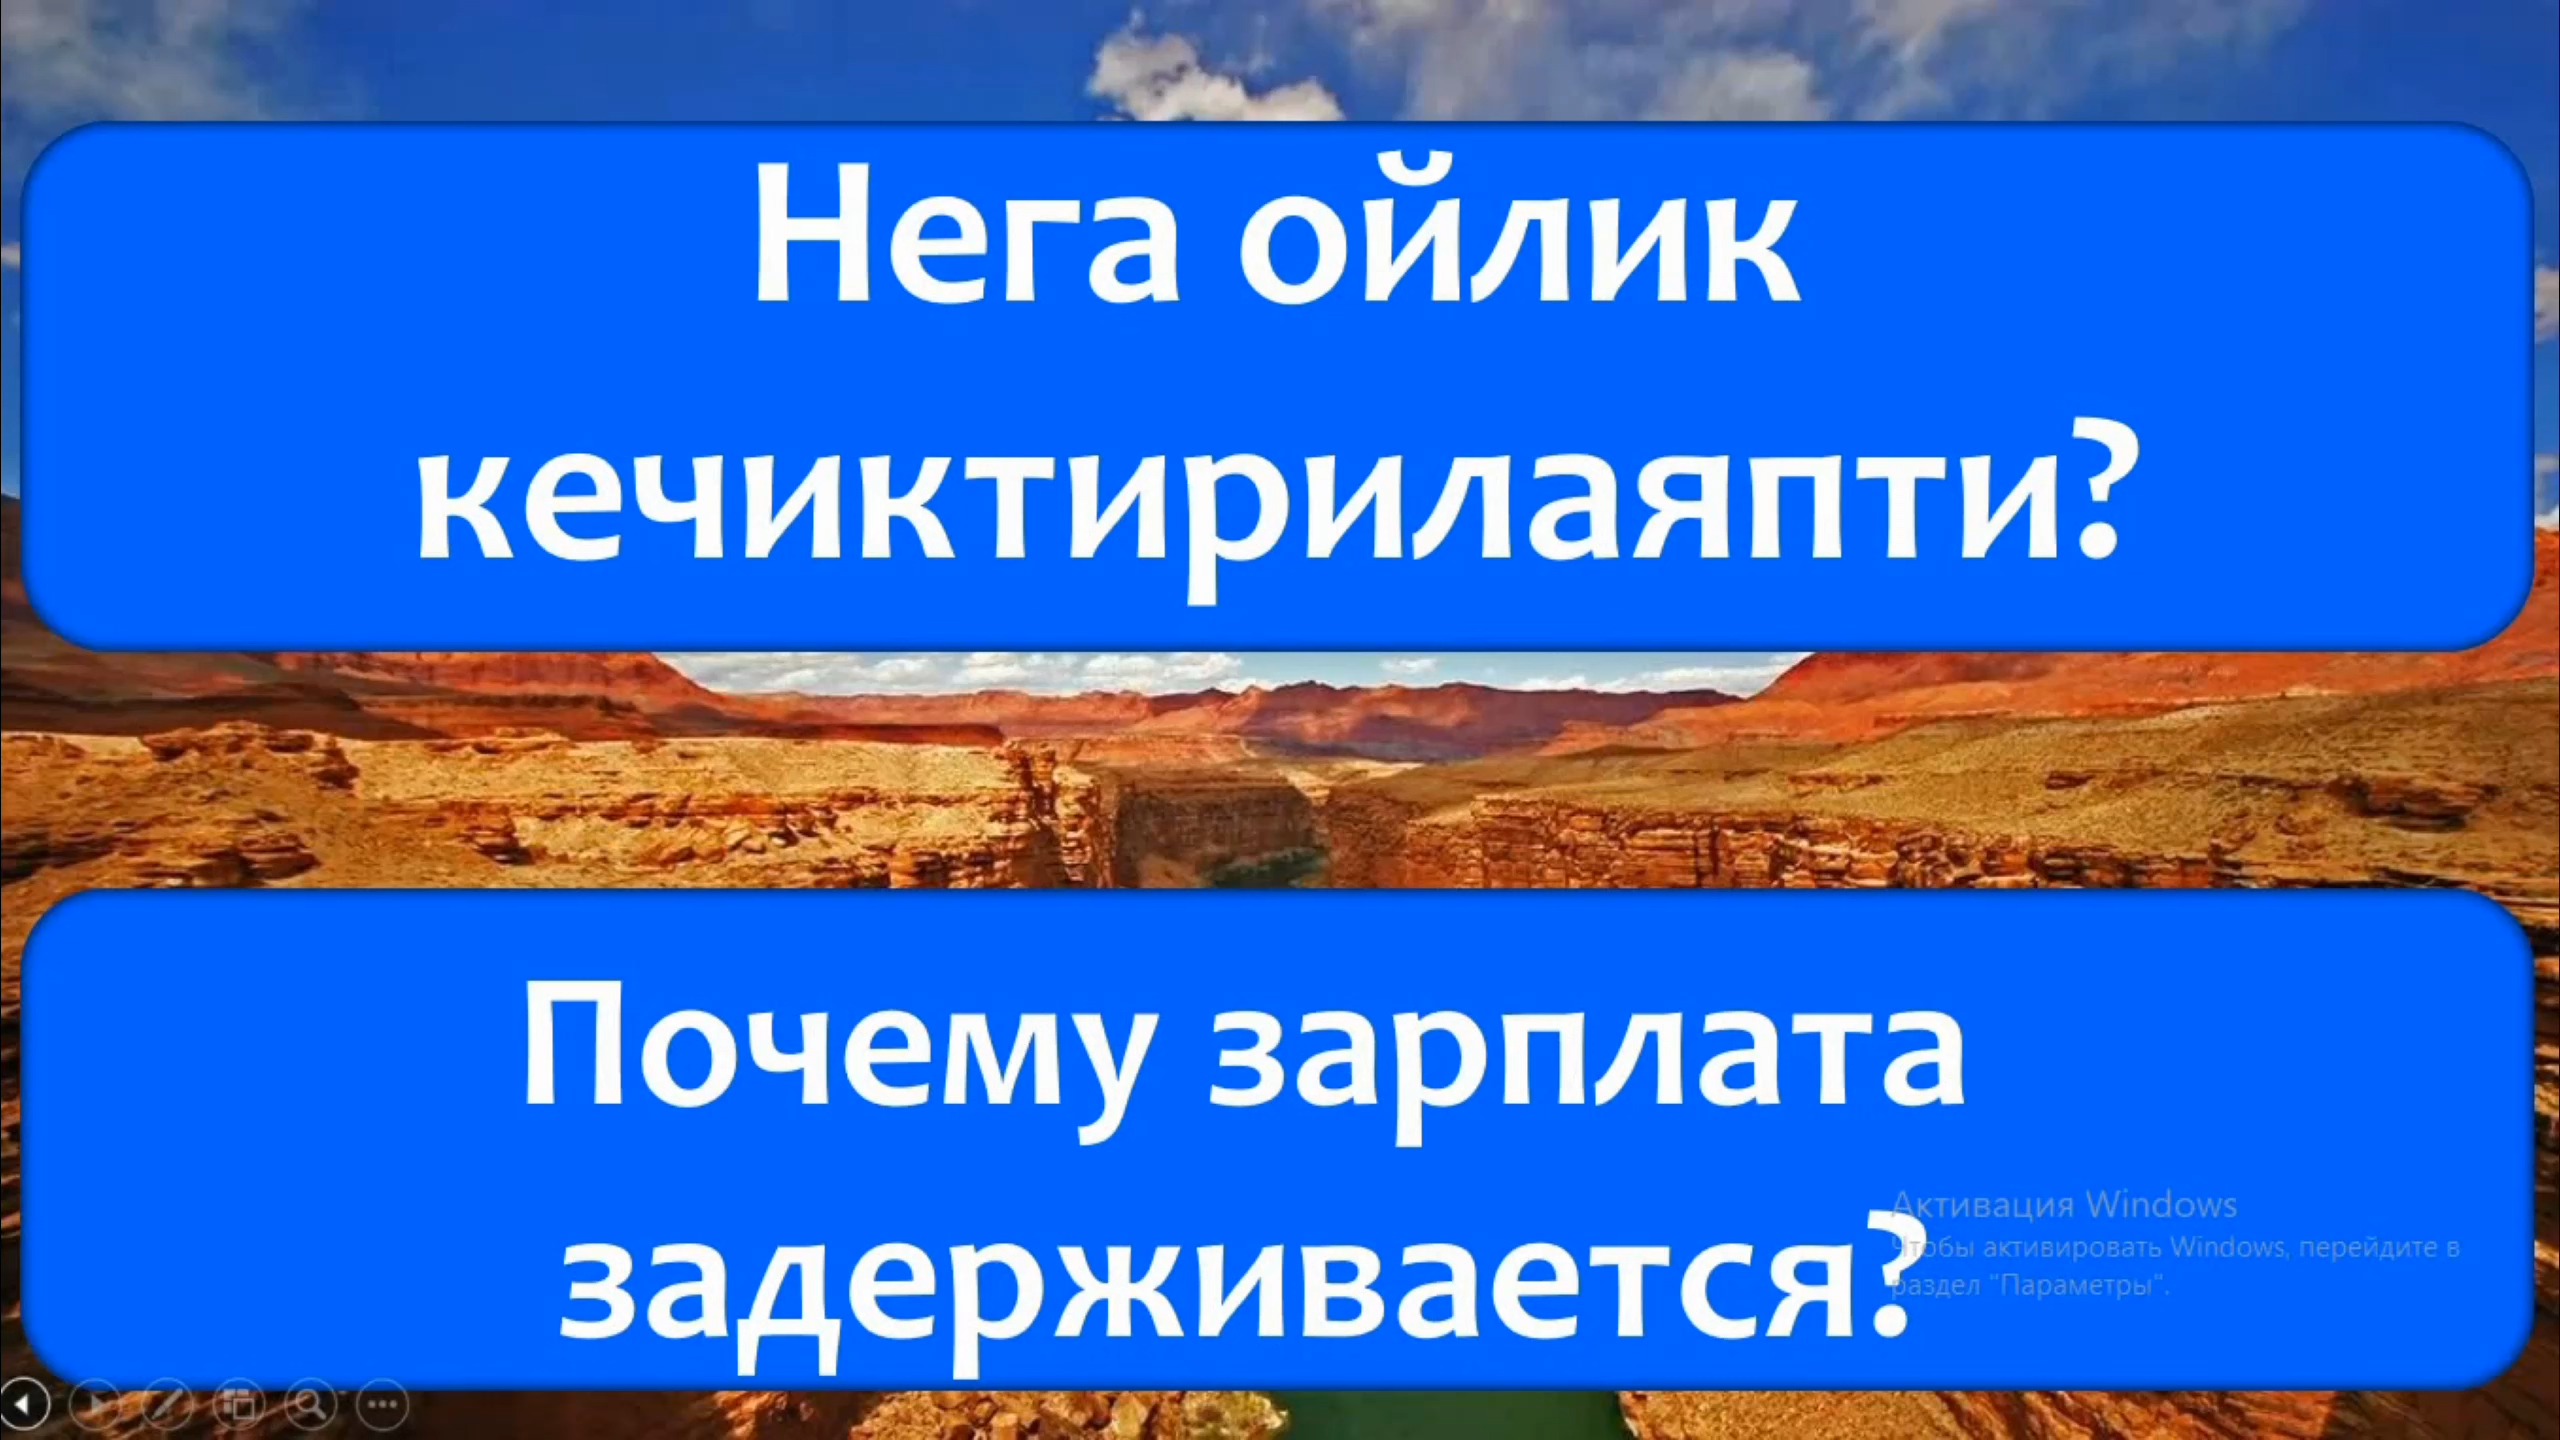 Нега ойлик
кечиктирилаяпти?
Почему зарплата
задерживается?
Активация Windows
Чтобы активировать Windows, перейдите в
раздел "Параметры".